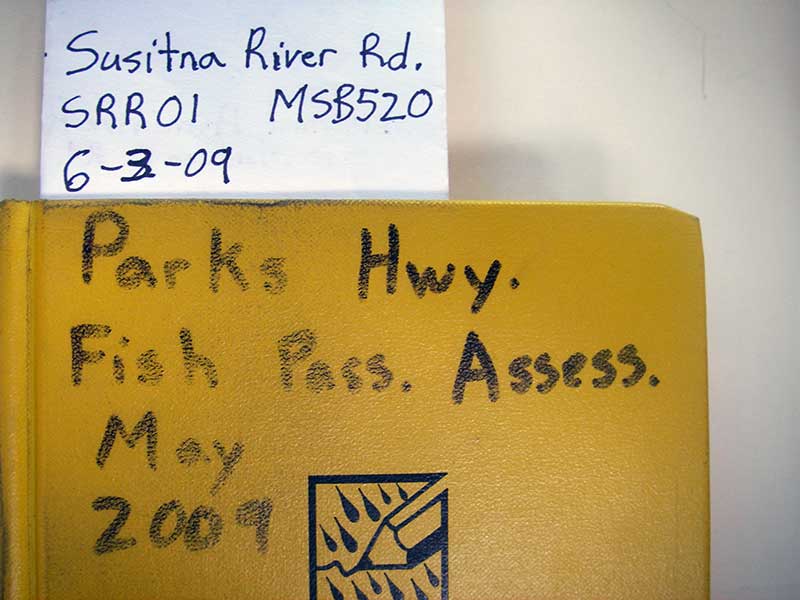 Susitna River Rd.
SRR01 MSB520
6-3-09
Parks Hwy.
Fish Pass. Assess.
May
2009